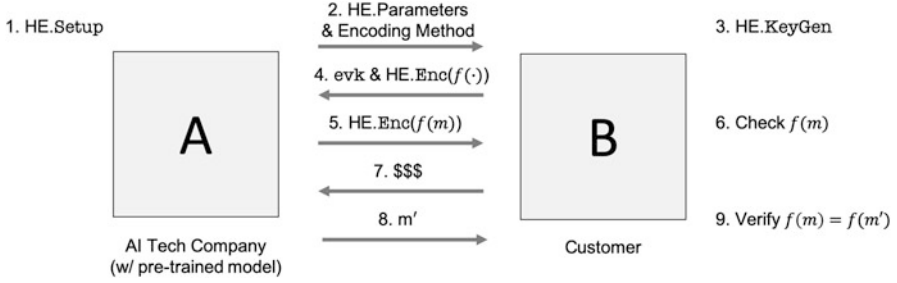 1. HE.Setup
2. HE.Parameters
& Encoding Method
3. HE.KeyGen
4. evk & HE.Enc(f(·))
5. HE.Enc(f(m))
6. Check f(m)
7. $$$
8. m′
9. Verify f(m) = f(m′)
A
B
AI Tech Company
(w/ pre-trained model)
Customer